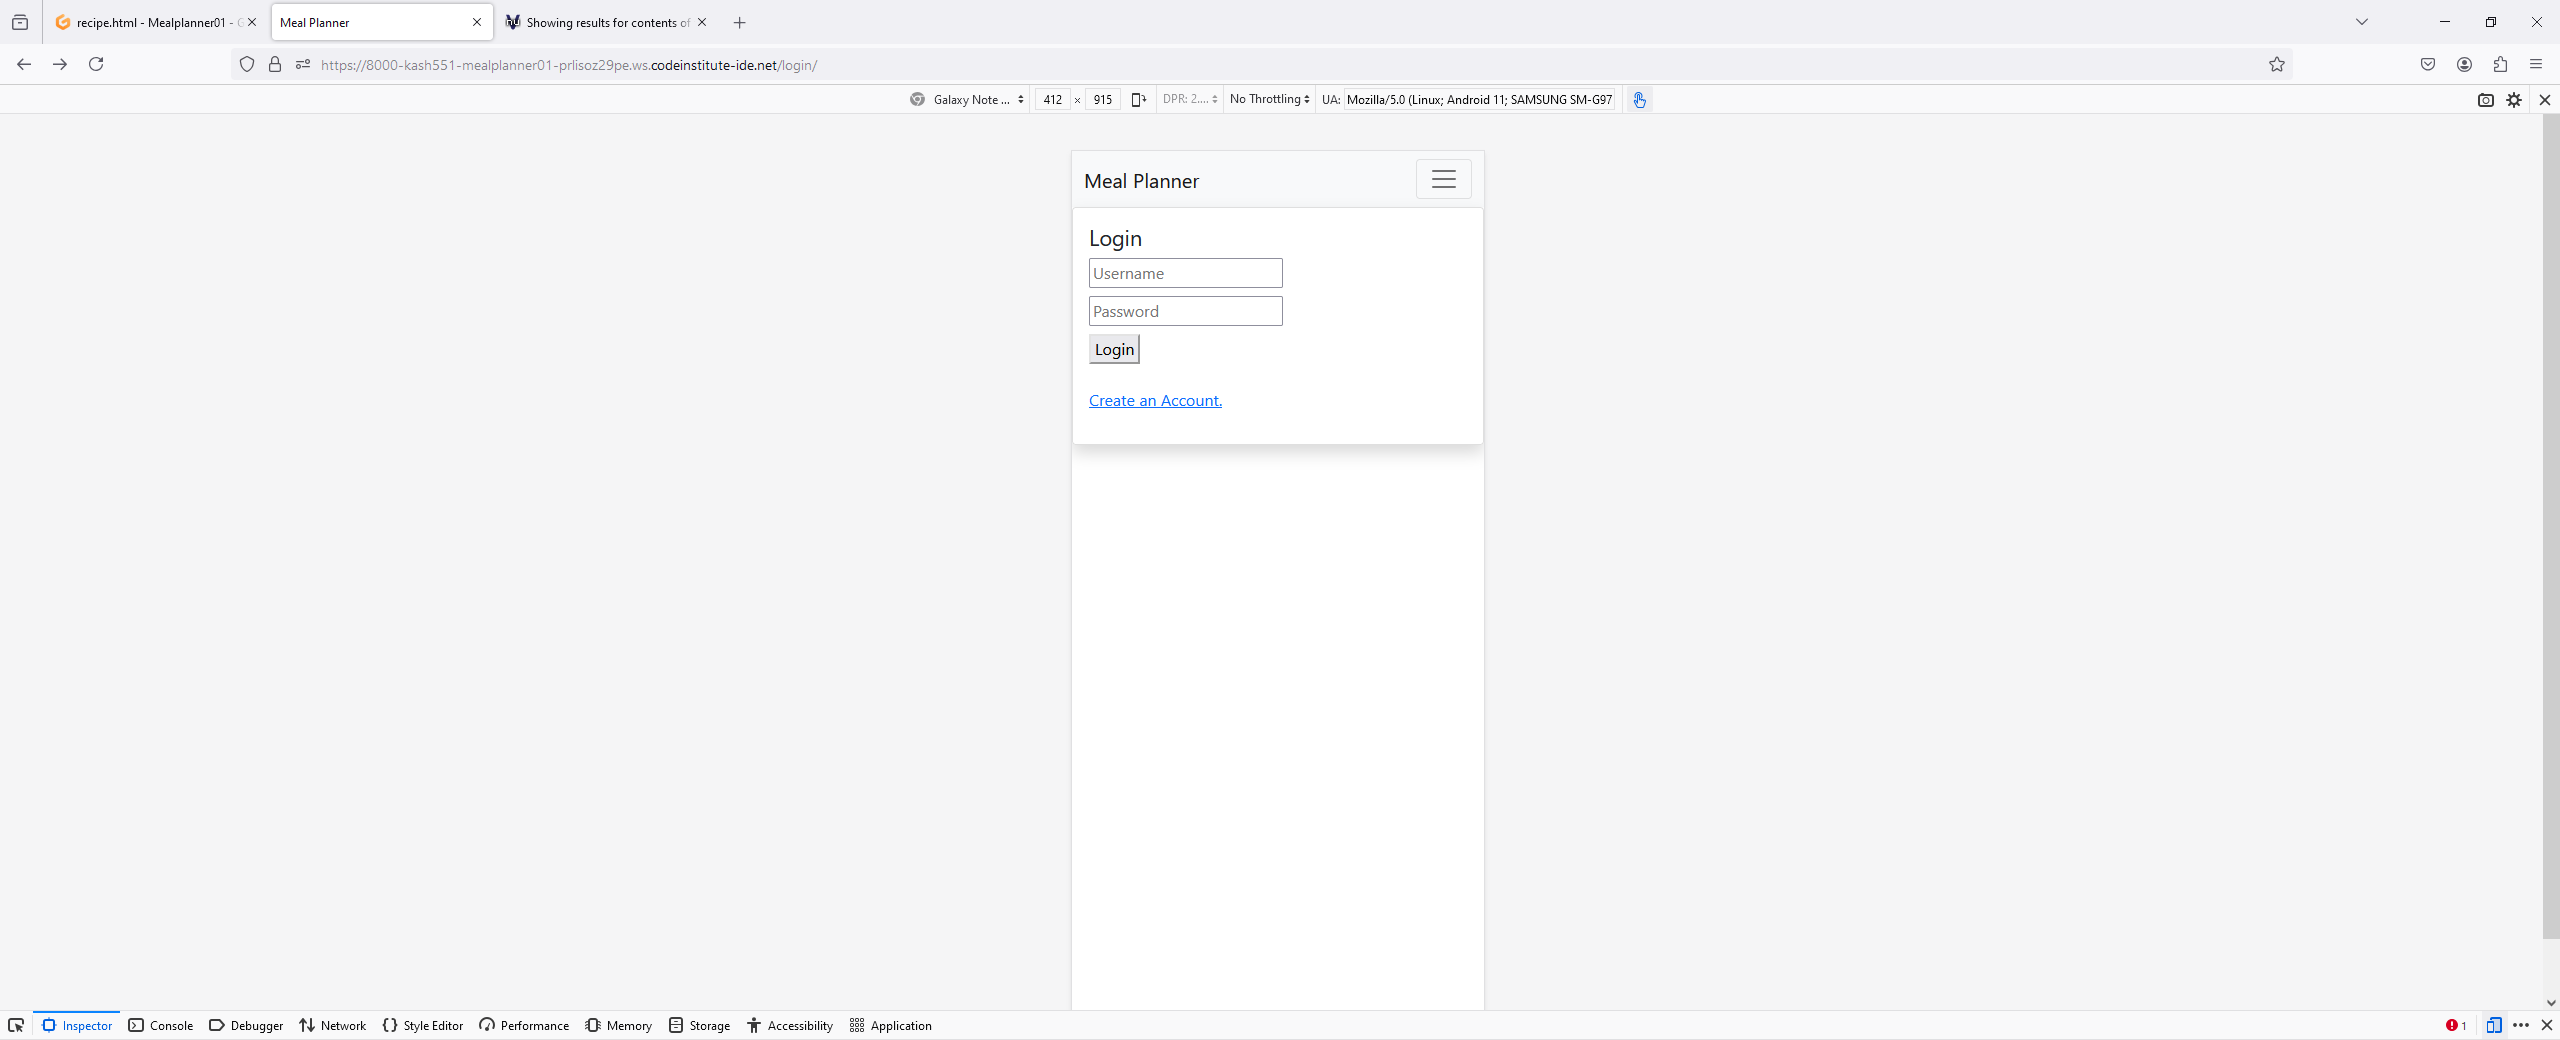 recipe.html - Mealplanner01 -
Meal Planner
Showing results for contents of
https://8000-kash551-mealplanner01-prlisoz29pe.ws.codeinstitute-ide.net/login/
Galaxy Note ...
412 × 915
DPR: 2....
No Throttling
UA: Mozilla/5.0 (Linux; Android 11; SAMSUNG SM-G97
Meal Planner
Login
Username
Password
Login
Create an Account.
Inspector
Console
Debugger
Network
Style Editor
Performance
Memory
Storage
Accessibility
Application
1